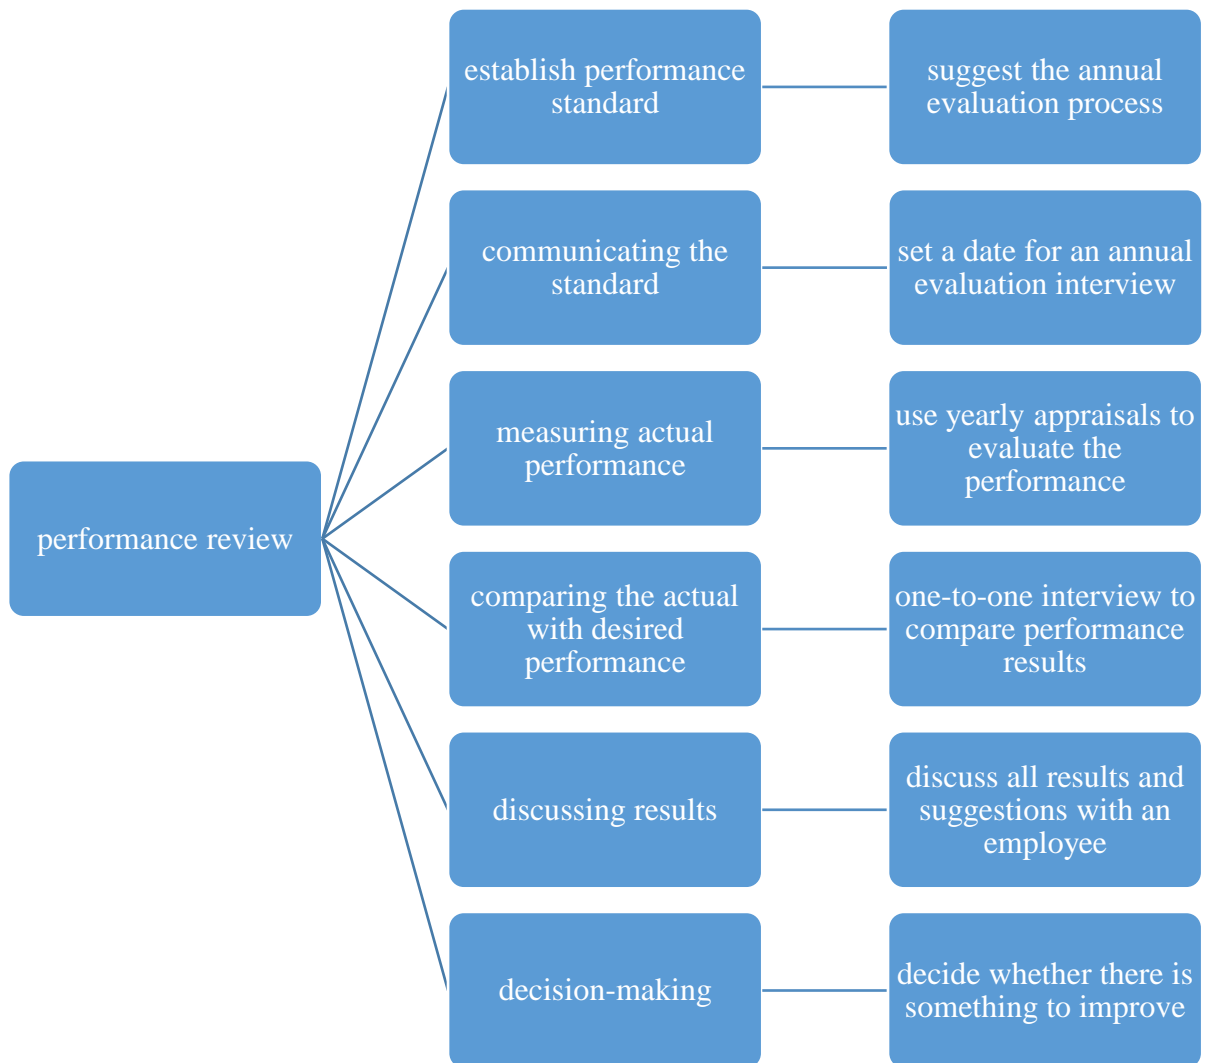 performance review
establish performance
standard
suggest the annual
evaluation process
communicating the
standard
set a date for an annual
evaluation interview
measuring actual
performance
use yearly appraisals to
evaluate the
performance
comparing the actual
with desired
performance
one-to-one interview to
compare performance
results
discussing results
discuss all results and
suggestions with an
employee
decision-making
decide whether there is
something to improve